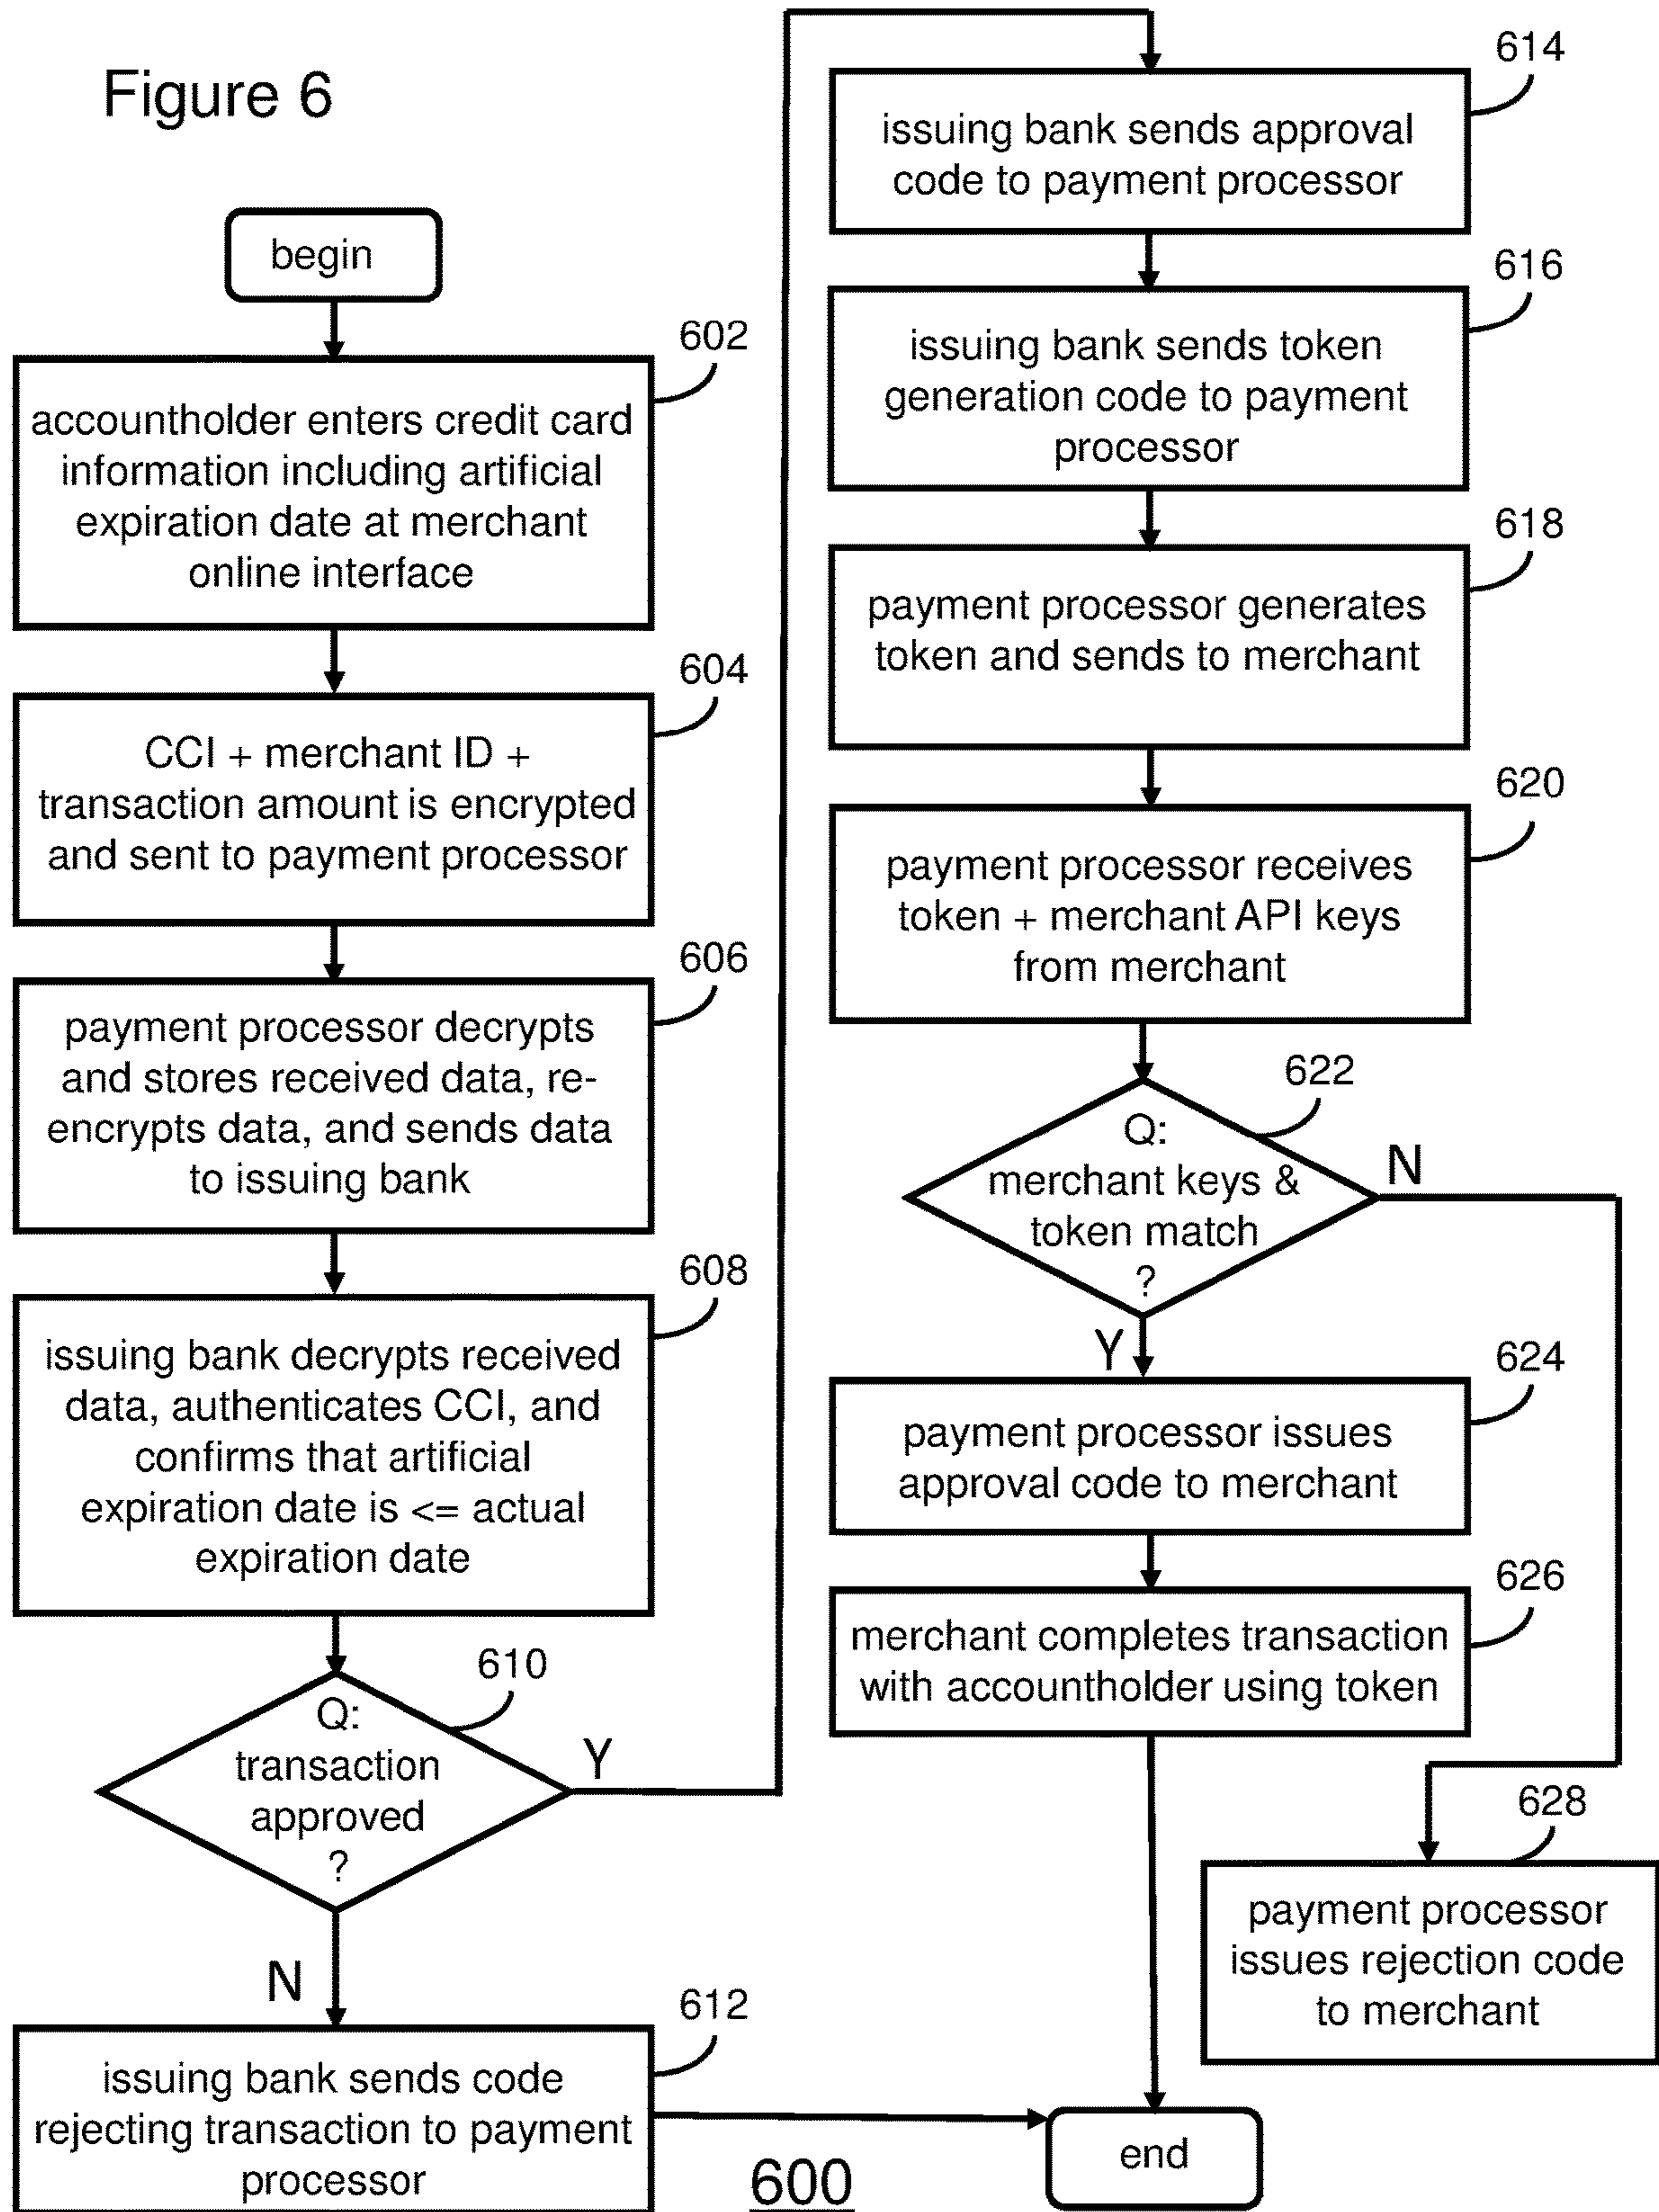 Figure 6
begin
602
accountholder enters credit card
information including artificial
expiration date at merchant
online interface
604
CCI + merchant ID +
transaction amount is encrypted
and sent to payment processor
606
payment processor decrypts
and stores received data, re-
encrypts data, and sends data
to issuing bank
608
issuing bank decrypts received
data, authenticates CCI, and
confirms that artificial
expiration date is <= actual
expiration date
610
Q:
transaction
approved
?
Y
N
612
issuing bank sends code
rejecting transaction to payment
processor
614
issuing bank sends approval
code to payment processor
616
issuing bank sends token
generation code to payment
processor
618
payment processor generates
token and sends to merchant
620
payment processor receives
token + merchant API keys
from merchant
622
Q:
merchant keys &
token match
?
N
Y
624
payment processor issues
approval code to merchant
626
merchant completes transaction
with accountholder using token
628
payment processor
issues rejection code
to merchant
end
600